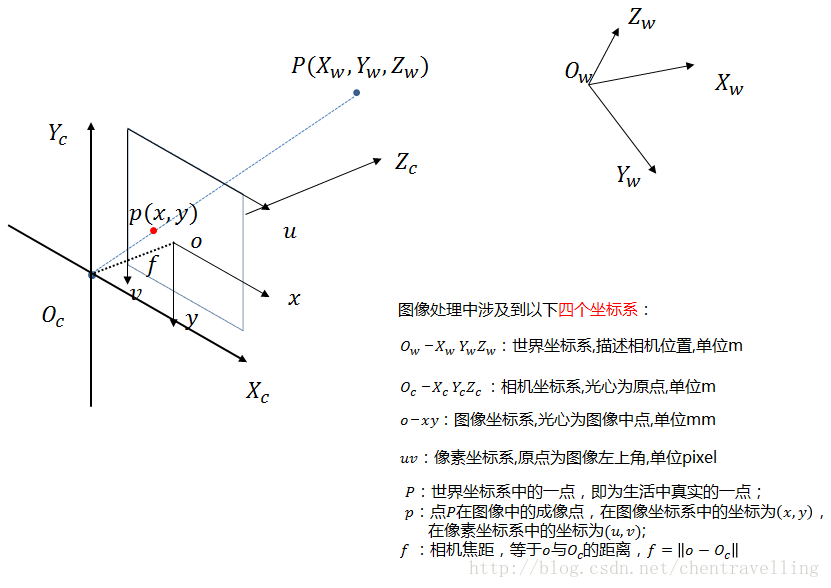 Z_w
P(X_w, Y_w, Z_w)
O_w
X_w
Y_c
Z_c
Y_w
p(x, y)
u
o
f
v
x
O_c
y
X_c
图像处理中涉及到以下四个坐标系：
O_w − X_w Y_w Z_w：世界坐标系,描述相机位置,单位m
O_c − X_c Y_c Z_c：相机坐标系,光心为原点,单位m
o − xy：图像坐标系,光心为图像中点,单位mm
uv：像素坐标系,原点为图像左上角,单位pixel
P：世界坐标系中的一点，即为生活中真实的一点；
p：点P在图像中的成像点，在图像坐标系中的坐标为(x, y)，
在像素坐标系中的坐标为(u, v);
f ：相机焦距，等于o与O_c的距离，f = ‖o − O_c‖
http://blog.csdn.net/chentravelling